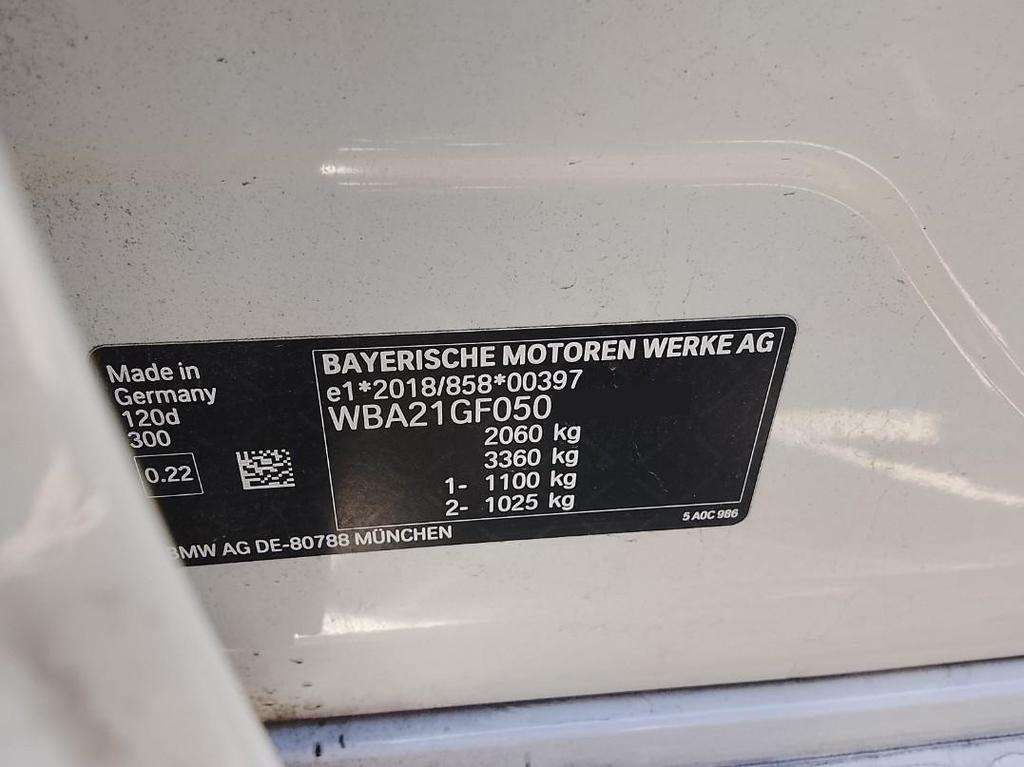 Made in
Germany
120d
300
0.22
BAYERISCHE MOTOREN WERKE AG
e1*2018/858*00397
WBA21GF050
2060 kg
3360 kg
1- 1100 kg
2- 1025 kg
5 A0C 986
BMW AG DE-80788 MÜNCHEN